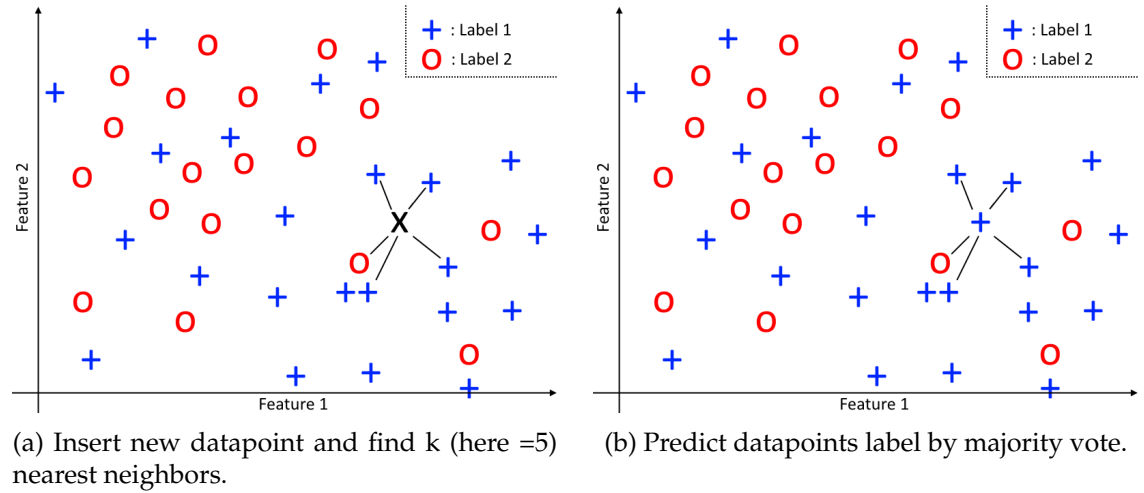 + : Label 1
O : Label 2
Feature 2
X
Feature 1
(a) Insert new datapoint and find k (here =5)
nearest neighbors.
+ : Label 1
O : Label 2
Feature 2
Feature 1
(b) Predict datapoints label by majority vote.